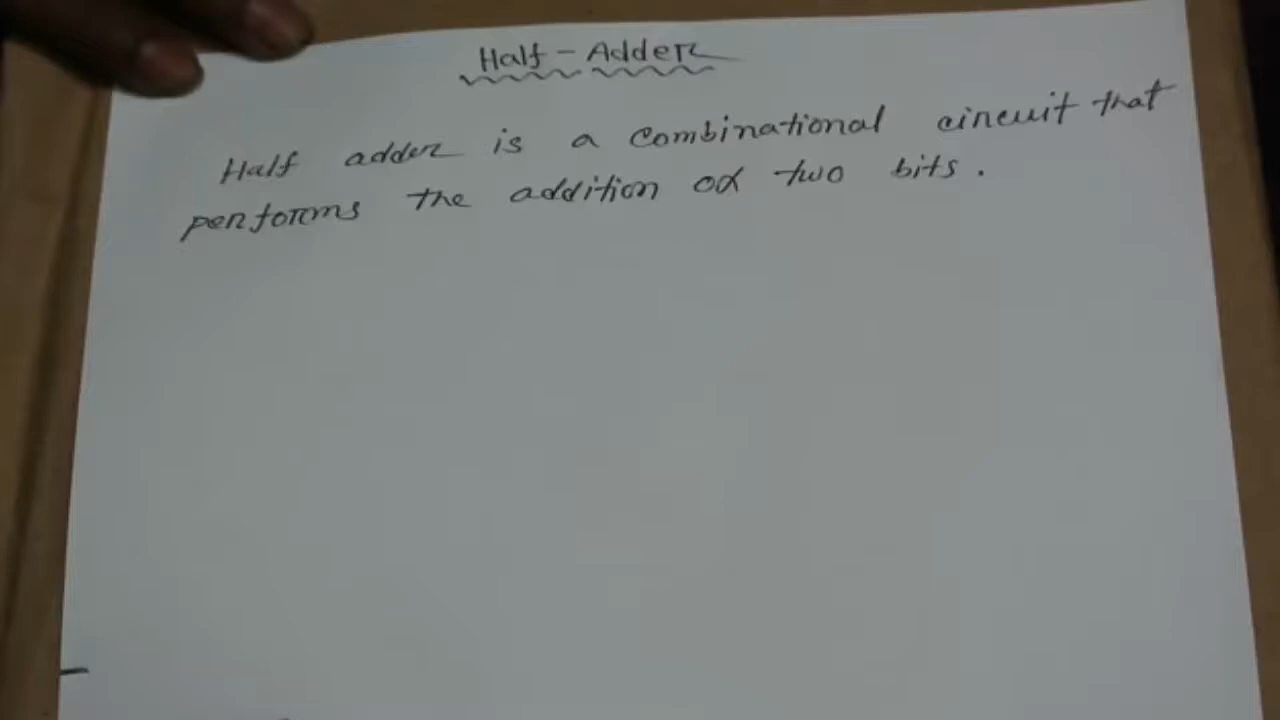 Half-Adder
Half adder is a combinational circuit that
performs the addition of two bits.